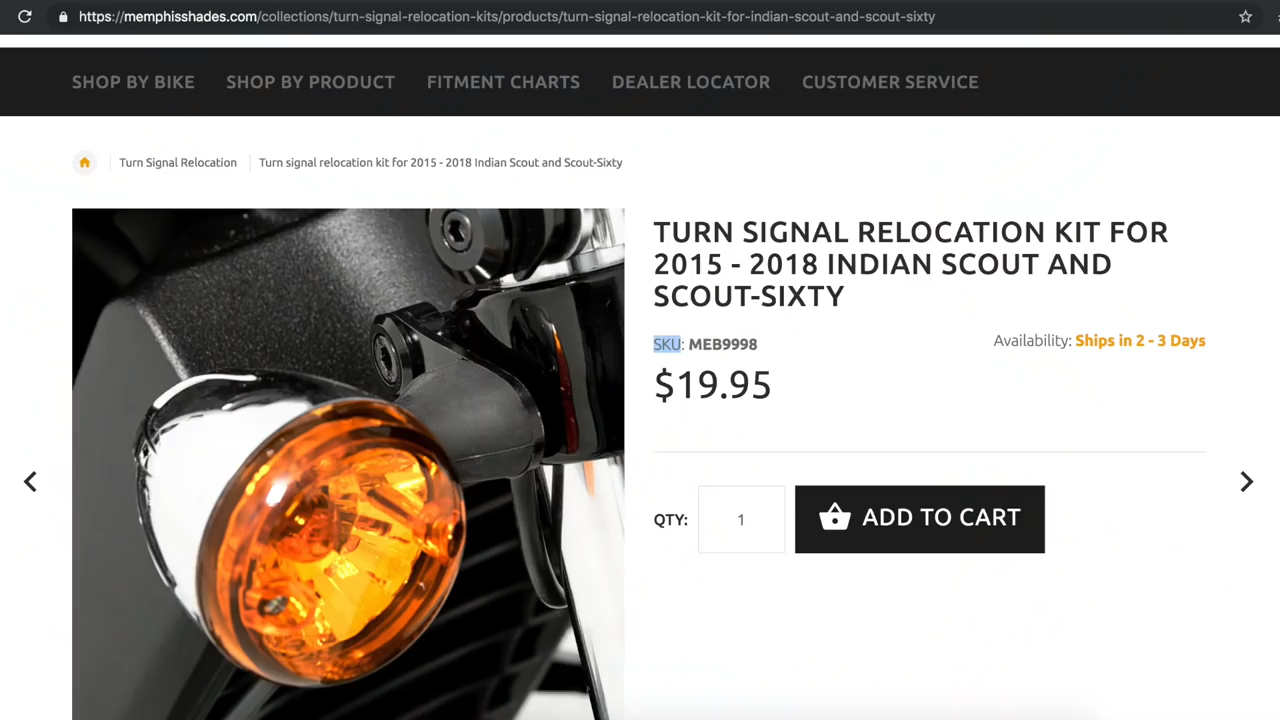 https://memphisshades.com/collections/turn-signal-relocation-kits/products/turn-signal-relocation-kit-for-indian-scout-and-scout-sixty
SHOP BY BIKE SHOP BY PRODUCT FITMENT CHARTS DEALER LOCATOR CUSTOMER SERVICE
Turn Signal Relocation Turn signal relocation kit for 2015 - 2018 Indian Scout and Scout-Sixty
TURN SIGNAL RELOCATION KIT FOR
2015 - 2018 INDIAN SCOUT AND
SCOUT-SIXTY
SKU: MEB9998 Availability: Ships in 2 - 3 Days
$19.95
QTY: 1 ADD TO CART